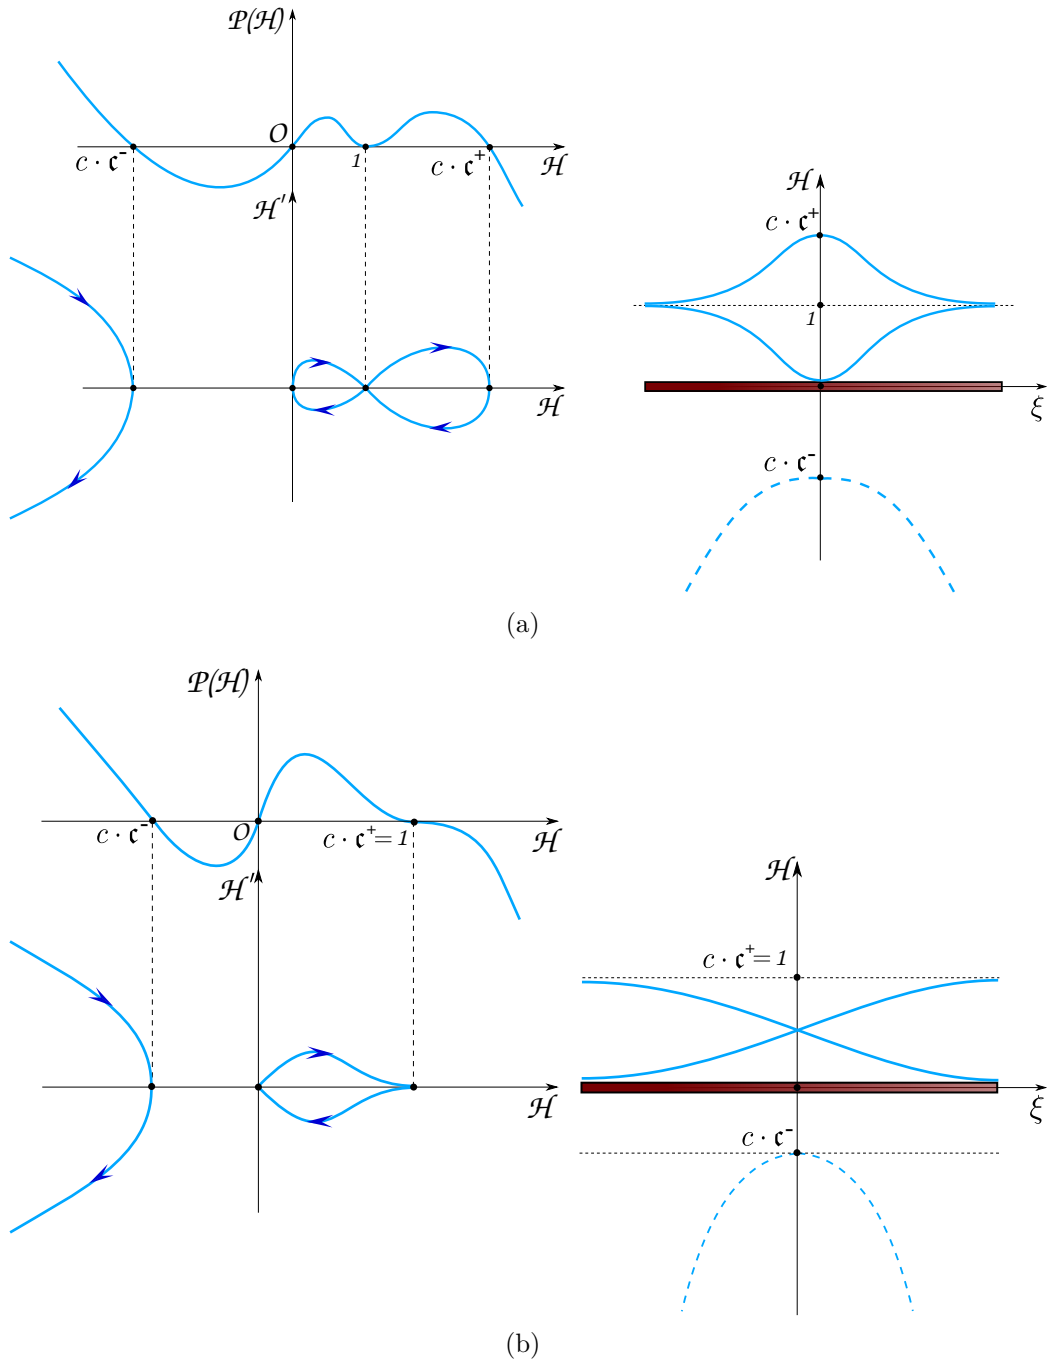 𝒫(ℋ)
O
c · 𝔠⁻
1
c · 𝔠⁺
ℋ
ℋ′
ℋ
ℋ
c · 𝔠⁺
1
ξ
c · 𝔠⁻
(a)
𝒫(ℋ)
c · 𝔠⁻
O
c · 𝔠⁺=1
ℋ
ℋ′
ℋ
ℋ
c · 𝔠⁺=1
ξ
c · 𝔠⁻
(b)